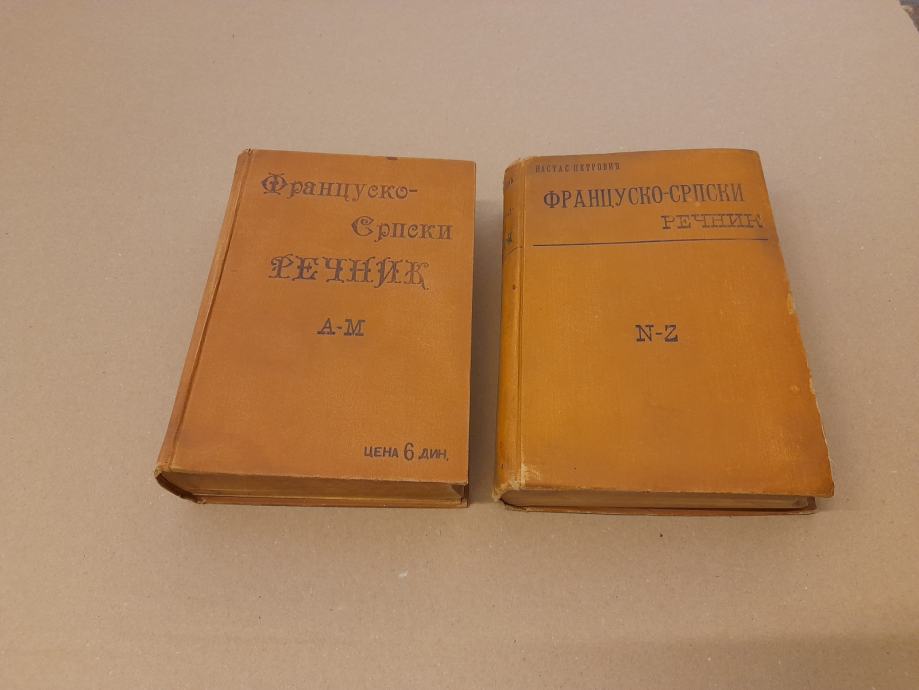 Француско-
Српски
РЕЧНИК
А-М
ЦЕНА 6 ДИН.
НАСТАС ПЕТРОВИЋ
ФРАНЦУСКО-СРПСКИ
РЕЧНИК
N-Z